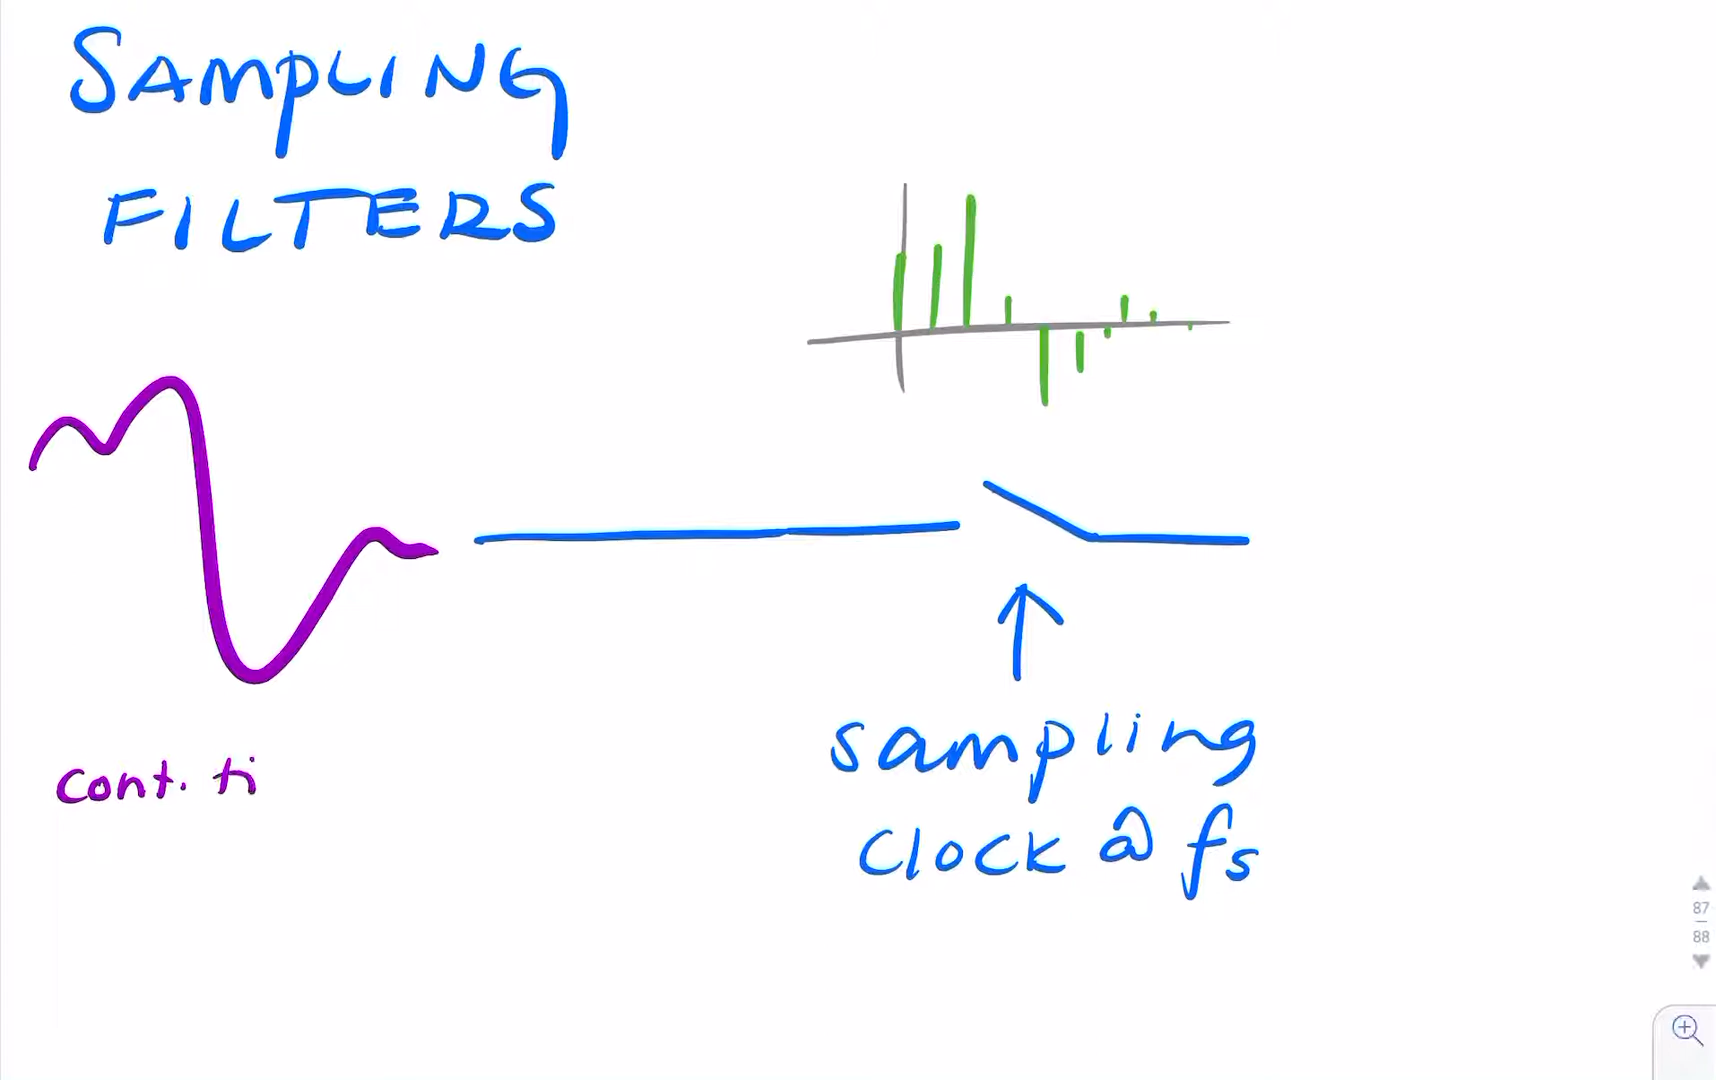 SAMPLING
FILTERS
cont. ti
sampling
clock @ fs
87
88